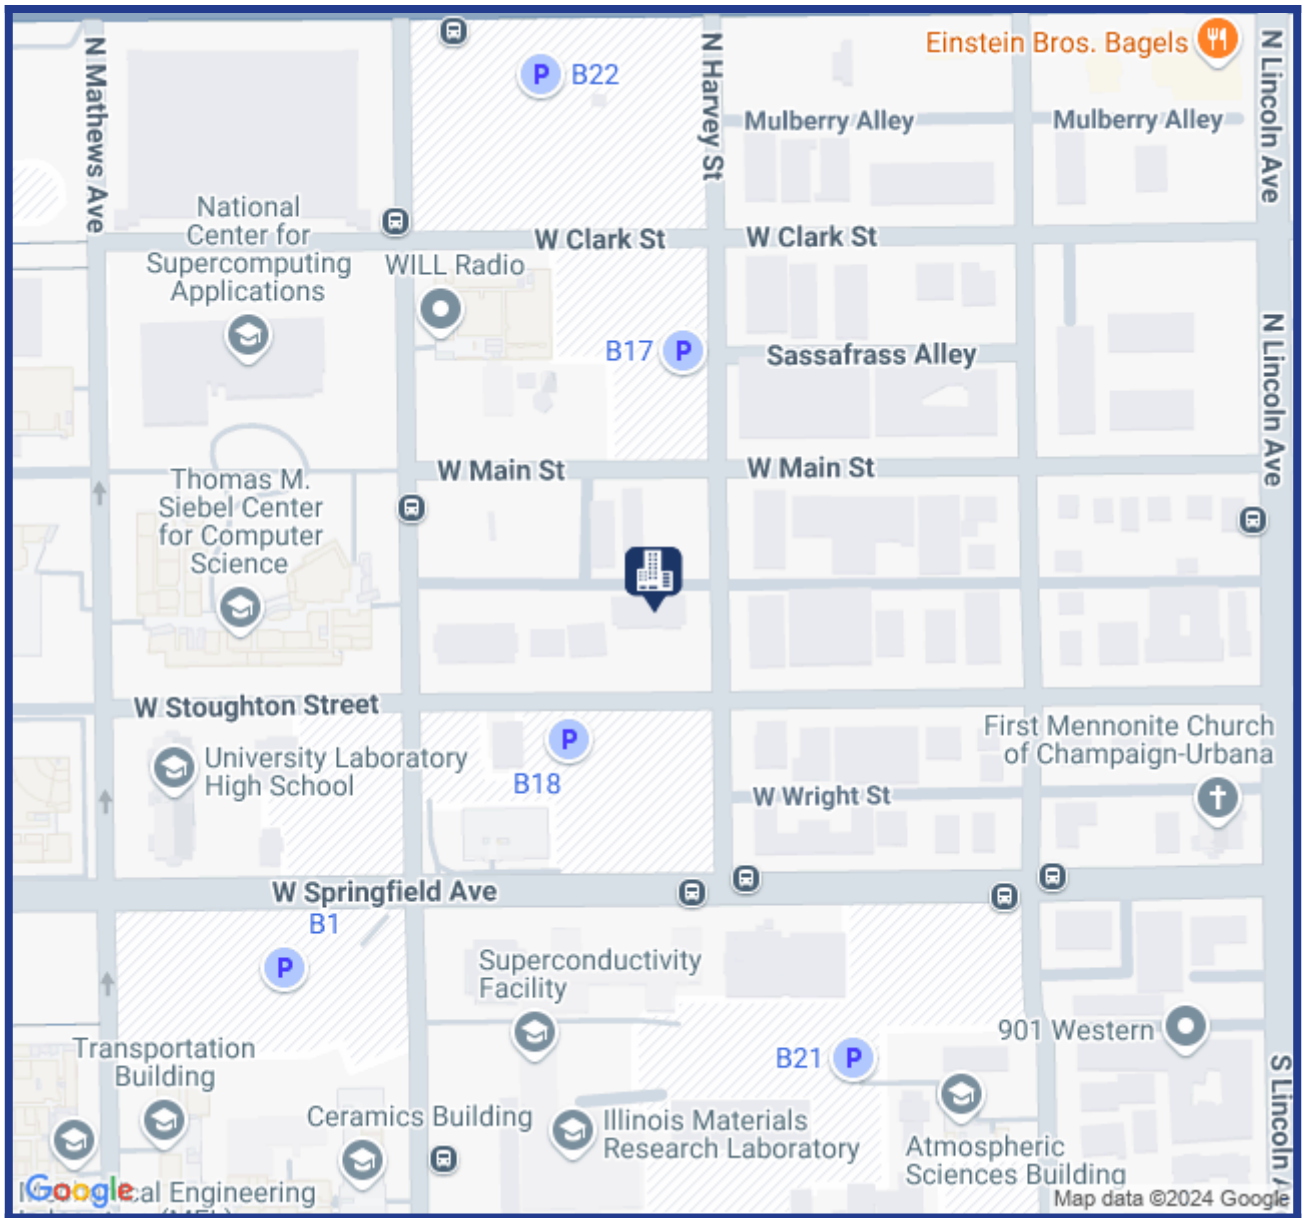 Einstein Bros. Bagels
N Mathews Ave
P B22
N Harvey St
N Lincoln Ave
Mulberry Alley
Mulberry Alley
National
Center for
Supercomputing
Applications
W Clark St
W Clark St
WILL Radio
B17 P
Sassafrass Alley
N Lincoln Ave
W Main St
W Main St
Thomas M.
Siebel Center
for Computer
Science
W Stoughton Street
P
B18
University Laboratory
High School
First Mennonite Church
of Champaign-Urbana
W Wright St
W Springfield Ave
B1
P
Superconductivity
Facility
901 Western
Transportation
Building
B21 P
S Lincoln
Ceramics Building
Illinois Materials
Research Laboratory
Atmospheric
Sciences Building
Google
Engineering
Map data ©2024 Google